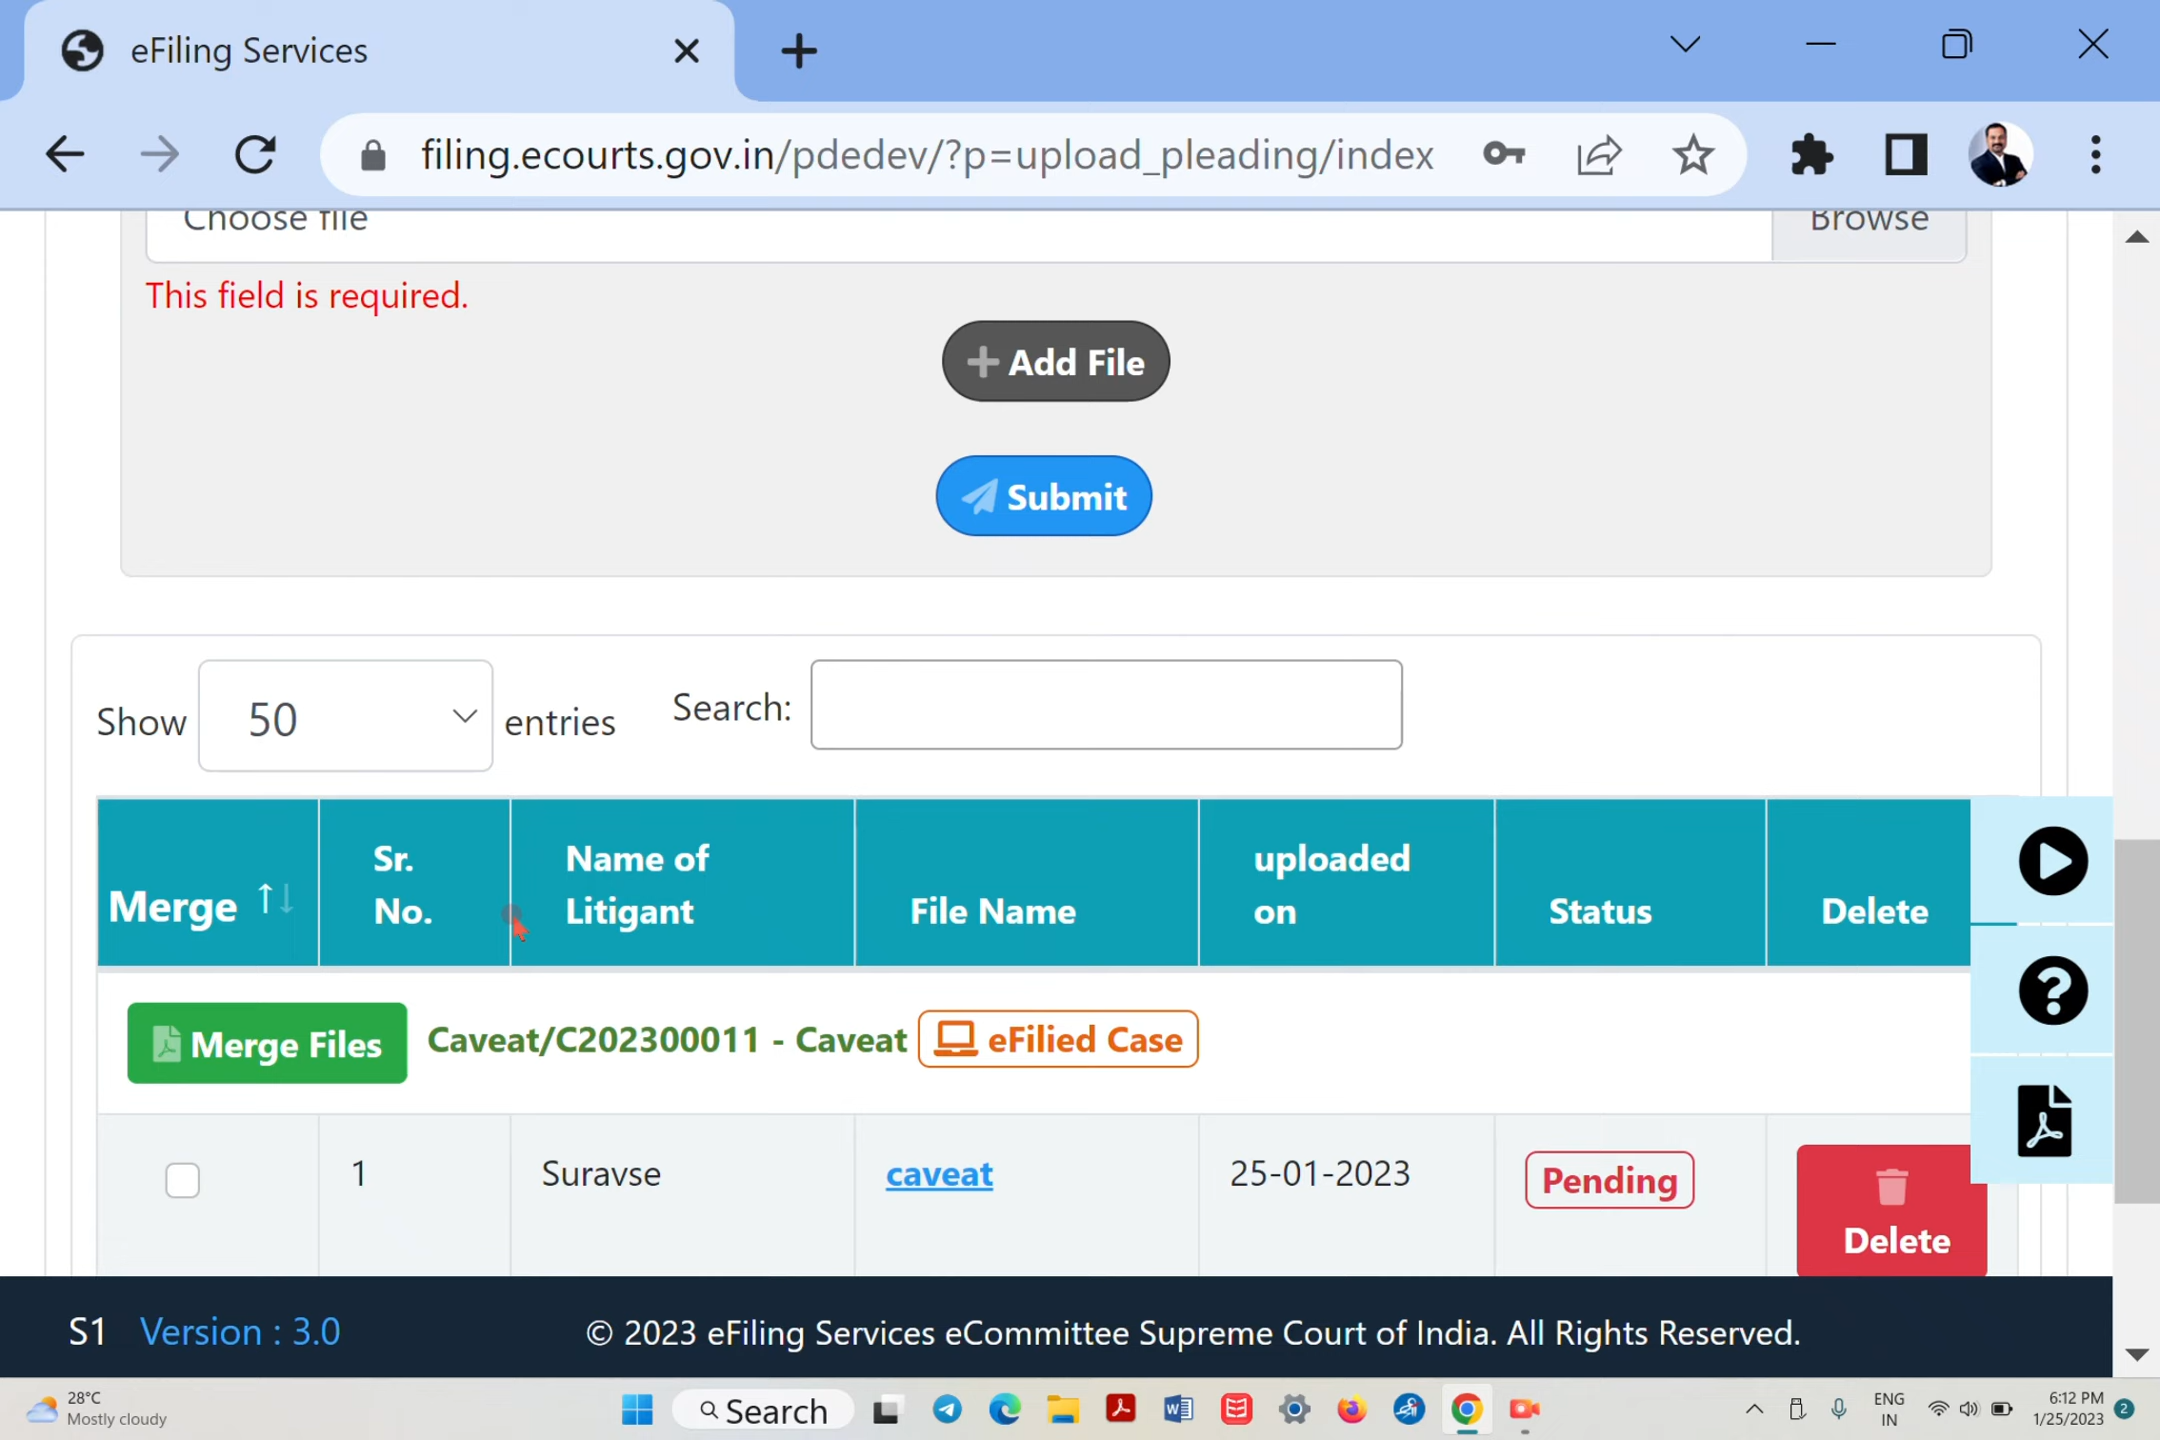 eFiling Services
filing.ecourts.gov.in/pdedev/?p=upload_pleading/index
Choose file
Browse
This field is required.
Add File
Submit
Show 50 entries Search:
Merge Sr. No. Name of Litigant File Name uploaded on Status Delete
Merge Files Caveat/C202300011 - Caveat eFilied Case
1 Suravse caveat 25-01-2023 Pending Delete
S1 Version : 3.0 © 2023 eFiling Services eCommittee Supreme Court of India. All Rights Reserved.
28°C
Mostly cloudy
Search
ENG
IN
6:12 PM
1/25/2023
2